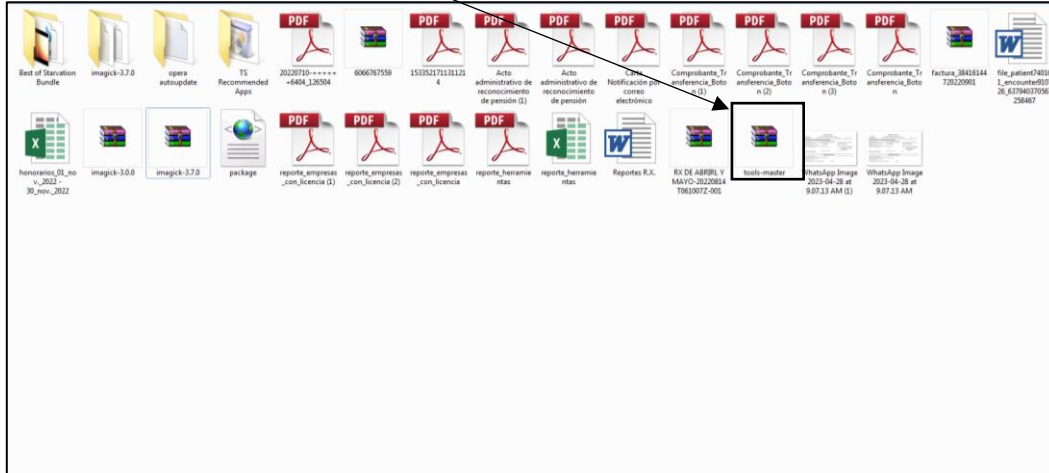 Best of Starvation
Bundle
imagick-3.7.0
opera
autoupdate
TS
Recommended
Apps
PDF
20220710-+++++
+6404_126504
6066767559
PDF
153352171131121
4
PDF
Acto
administrativo de
reconocimiento
de pensión (1)
PDF
Acto
administrativo de
reconocimiento
de pensión
PDF
Carta
Notificación por
correo
electrónico
PDF
Comprobante_Tr
ansferencia_Boto
n (1)
PDF
Comprobante_Tr
ansferencia_Boto
n (2)
PDF
Comprobante_Tr
ansferencia_Boto
n (3)
PDF
Comprobante_Tr
ansferencia_Boto
n
factura_38416144
720220901
W
1_encounter910
258467
X
honorarios_01_no
v._2022 -
30_nov._2022
imagick-3.0.0
imagick-3.7.0
package
PDF
reporte_empresas
_con_licencia (1)
PDF
reporte_empresas
_con_licencia (2)
PDF
reporte_empresas
_con_licencia
PDF
reporte_herramie
ntas
X
reporte_herramie
ntas
W
Reportes R.X.
RX DE ABRIRL Y
MAYO-20220814
T061007Z-001
tools-master
WhatsApp Image
2023-04-28 at
9.07.13 AM (1)
WhatsApp Image
2023-04-28 at
9.07.13 AM